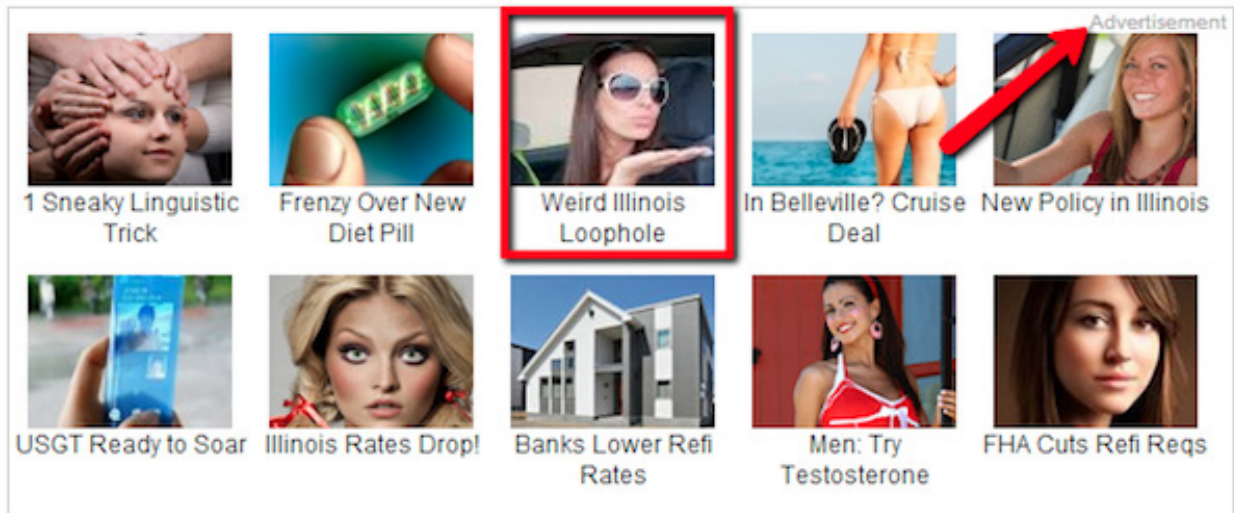 Advertisement
1 Sneaky Linguistic
Trick
Frenzy Over New
Diet Pill
Weird Illinois
Loophole
In Belleville? Cruise
Deal
New Policy in Illinois
USGT Ready to Soar
Illinois Rates Drop!
Banks Lower Refi
Rates
Men: Try
Testosterone
FHA Cuts Refi Reqs